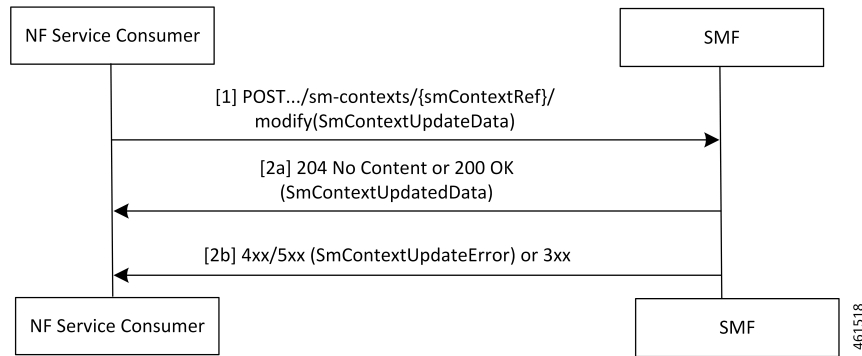 NF Service Consumer
SMF
[1] POST.../sm-contexts/{smContextRef}/
modify(SmContextUpdateData)
[2a] 204 No Content or 200 OK
(SmContextUpdatedData)
[2b] 4xx/5xx (SmContextUpdateError) or 3xx
NF Service Consumer
SMF
461518